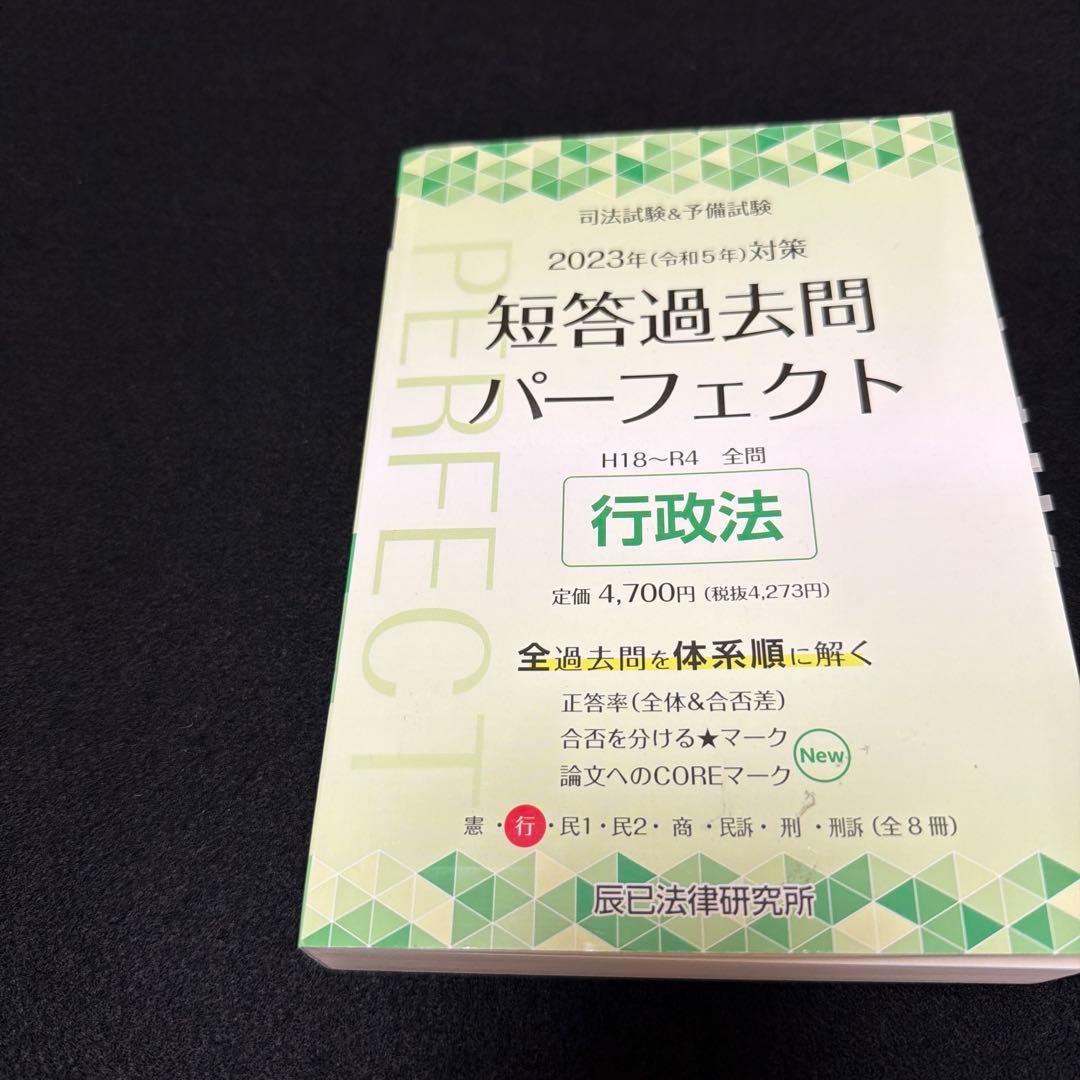 司法試験&予備試験
2023年(令和5年)対策
短答過去問
パーフェクト
H18～R4 全問
行政法
定価 4,700円 (税抜4,273円)
全過去問を体系順に解く
正答率(全体&合否差)
合否を分ける★マーク
論文へのCOREマーク New
憲・行・民1・民2・商・民訴・刑・刑訴(全8冊)
辰已法律研究所
PERFECT